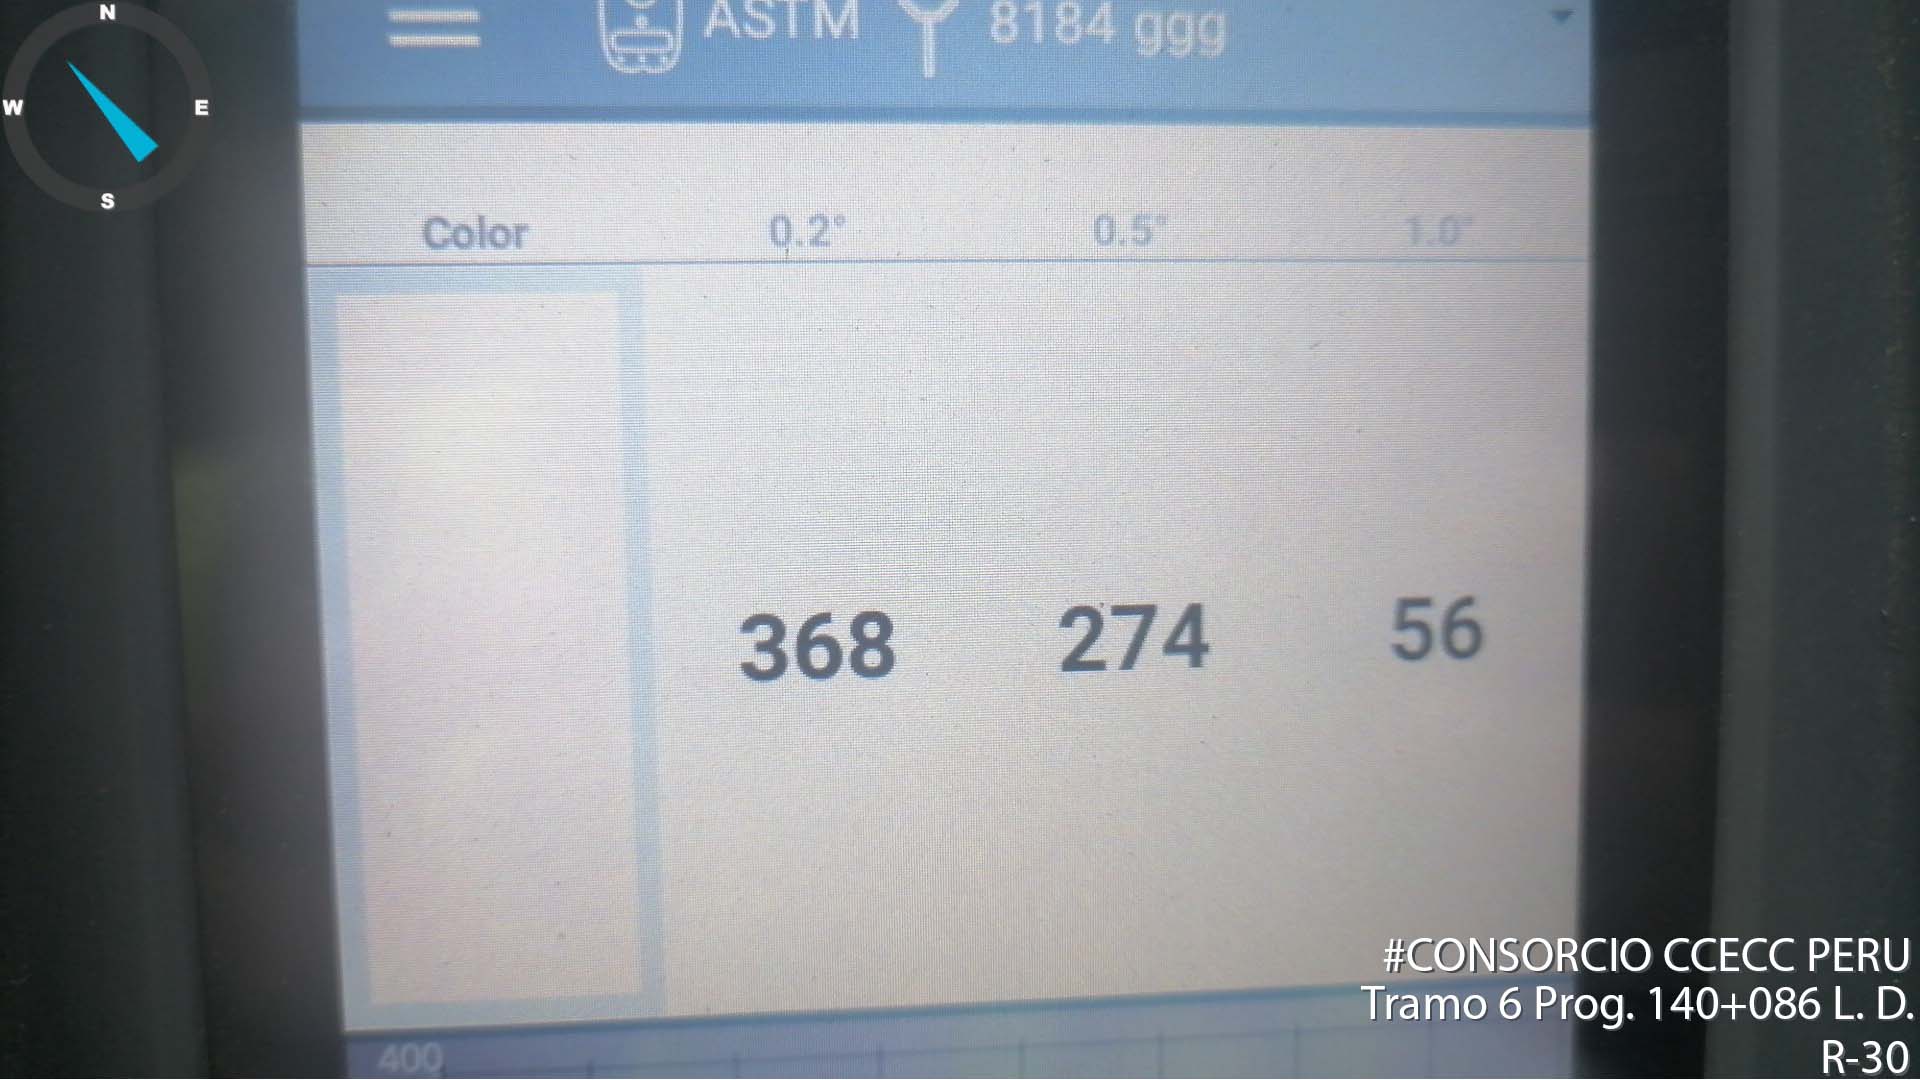 N
W E
S
ASTM 8184 ggg
Color 0.2° 0.5° 1.0°
368 274 56
400
#CONSORCIO CCECC PERU
Tramo 6 Prog. 140+086 L. D.
R-30